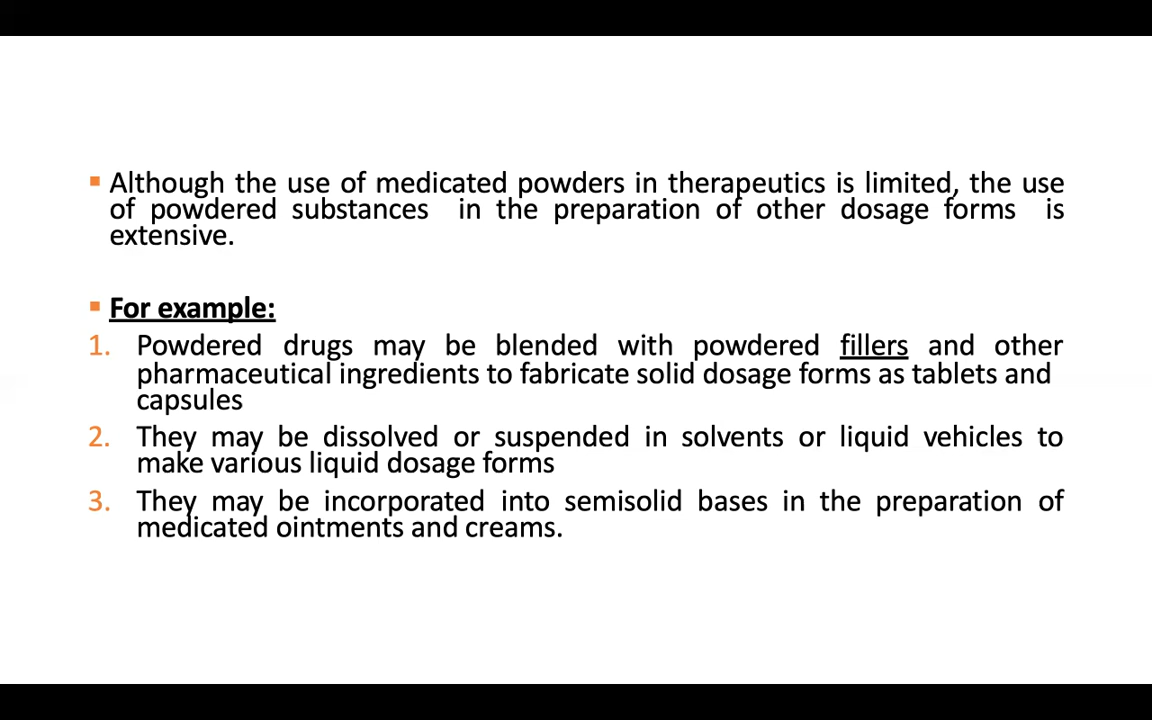 ▪ Although the use of medicated powders in therapeutics is limited, the use
of powdered substances in the preparation of other dosage forms is
extensive.
▪ For example:
1. Powdered drugs may be blended with powdered fillers and other
pharmaceutical ingredients to fabricate solid dosage forms as tablets and
capsules
2. They may be dissolved or suspended in solvents or liquid vehicles to
make various liquid dosage forms
3. They may be incorporated into semisolid bases in the preparation of
medicated ointments and creams.